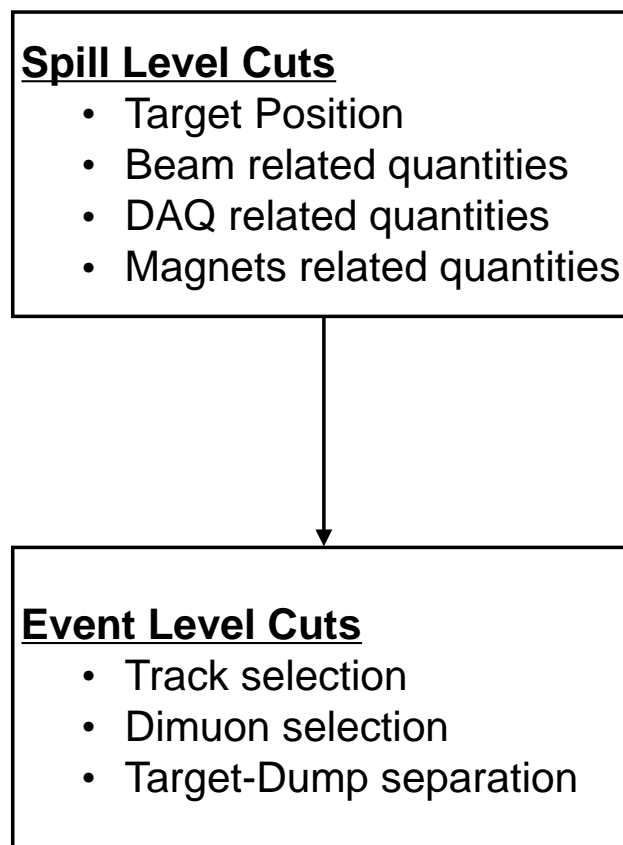 Spill Level Cuts
• Target Position
• Beam related quantities
• DAQ related quantities
• Magnets related quantities
Event Level Cuts
• Track selection
• Dimuon selection
• Target-Dump separation